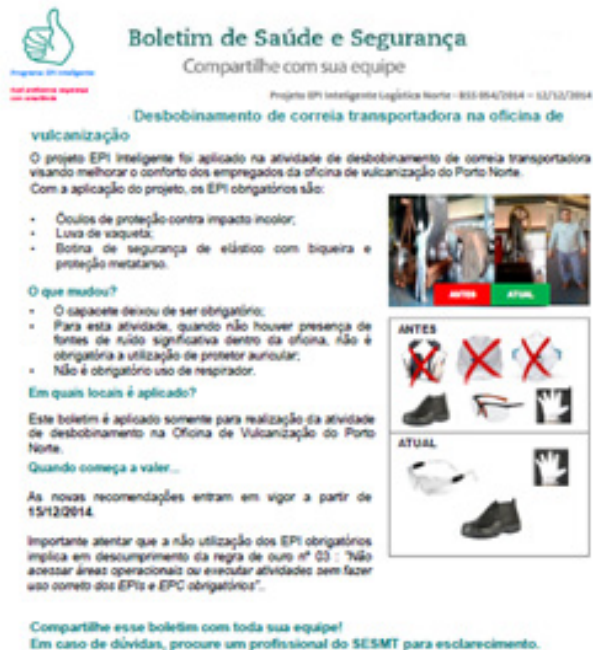 Boletim de Saúde e Segurança
Compartilhe com sua equipe
Programa EPI Inteligente
Projeto EPI Inteligente Logística Norte - BSS 054/2014 - 12/12/2014
Desbobinamento de correia transportadora na oficina de
vulcanização
O projeto EPI Inteligente foi aplicado na atividade de desbobinamento de correia transportadora
visando melhorar o conforto dos empregados da oficina de vulcanização do Porto Norte.
Com a aplicação do projeto, os EPI obrigatórios são:
- Óculos de proteção contra impacto incolor;
- Luva de vaqueta;
- Botina de segurança de elástico com biqueira e
proteção metatarso.
ANTES ATUAL
O que mudou?
- O capacete deixou de ser obrigatório;
- Para esta atividade, quando não houver presença de
fontes de ruído significativa dentro da oficina, não é
obrigatória a utilização de protetor auricular;
- Não é obrigatório uso de respirador.
ANTES
Em quais locais é aplicado?
Este boletim é aplicado somente para realização da atividade
de desbobinamento na Oficina de Vulcanização do Porto
Norte.
ATUAL
Quando começa a valer...
As novas recomendações entram em vigor a partir de
15/12/2014.
Importante atentar que a não utilização dos EPI obrigatórios
implica em descumprimento da regra de ouro nº 03 : "Não
acessar áreas operacionais ou executar atividades sem fazer
uso correto dos EPIs e EPC obrigatórios"..
Compartilhe esse boletim com toda sua equipe!
Em caso de dúvidas, procure um profissional do SESMT para esclarecimento.